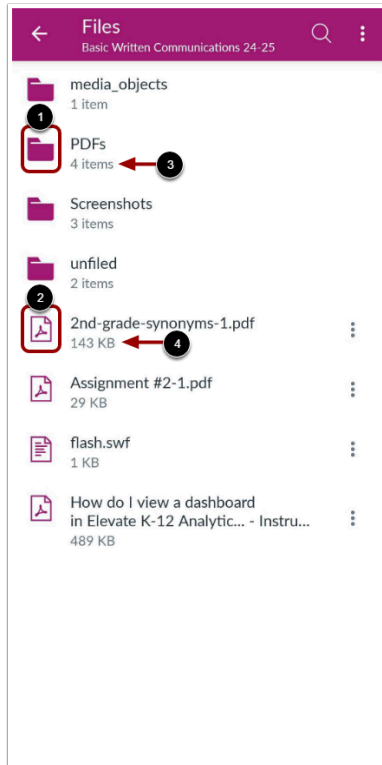 Files
Basic Written Communications 24-25
media_objects
1 item
1
PDFs
4 items
3
Screenshots
3 items
unfiled
2 items
2
2nd-grade-synonyms-1.pdf
143 KB
4
Assignment #2-1.pdf
29 KB
flash.swf
1 KB
How do I view a dashboard
in Elevate K-12 Analytic... - Instru...
489 KB